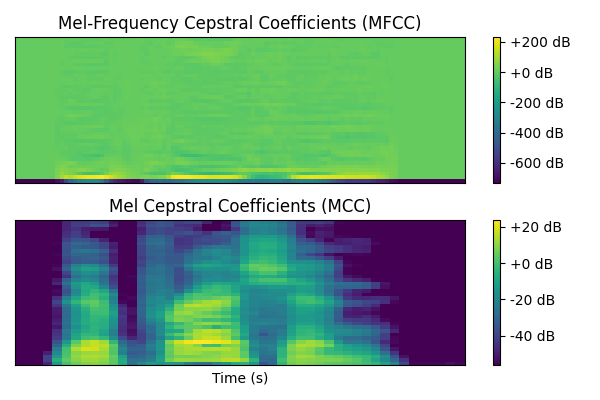 Mel-Frequency Cepstral Coefficients (MFCC)
+200 dB
+0 dB
-200 dB
-400 dB
-600 dB
Mel Cepstral Coefficients (MCC)
+20 dB
+0 dB
-20 dB
-40 dB
Time (s)